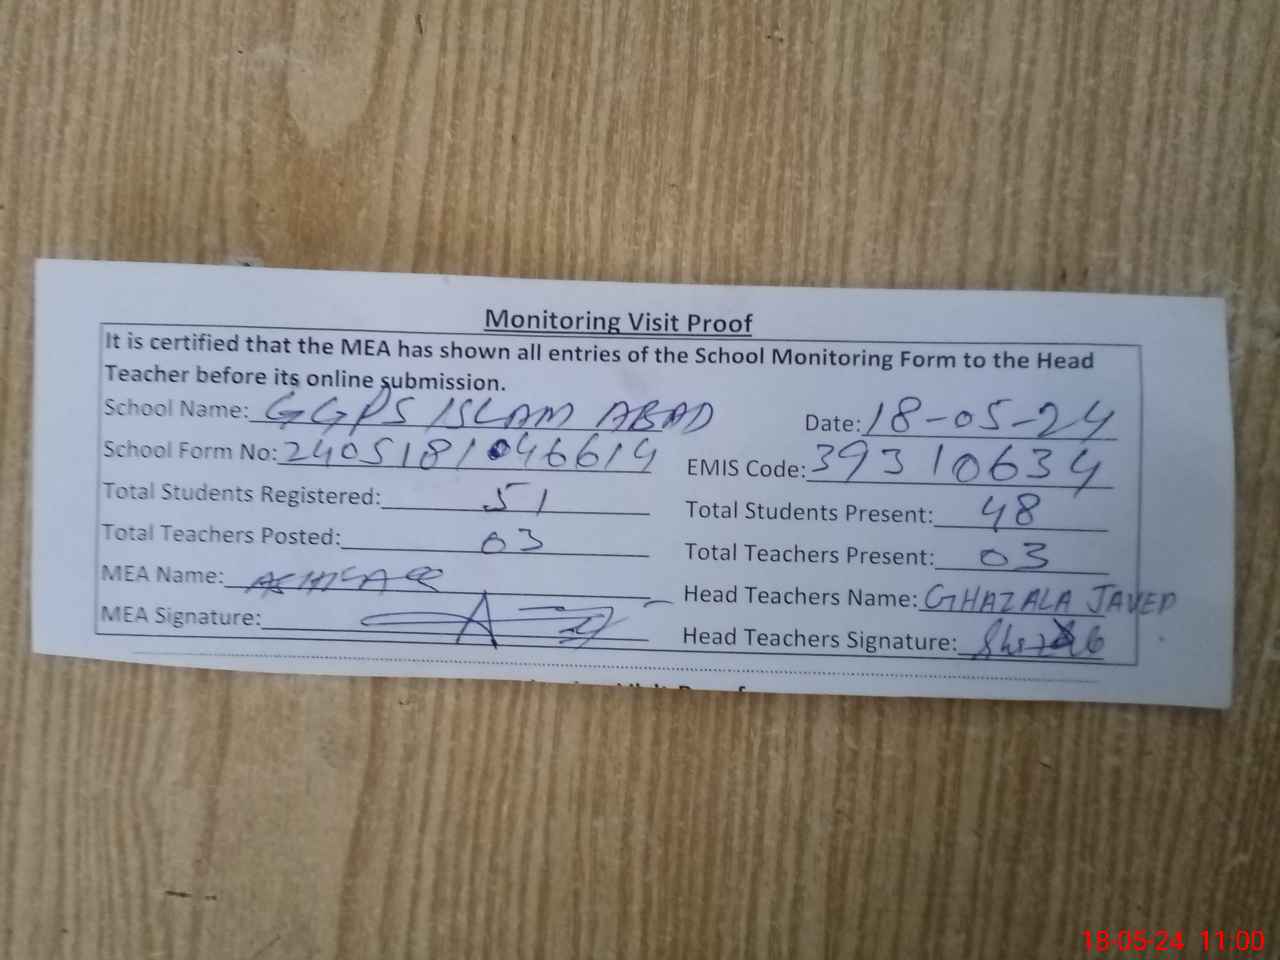 Monitoring Visit Proof
It is certified that the MEA has shown all entries of the School Monitoring Form to the Head
Teacher before its online submission.
School Name: GGPS ISLAM ABAD Date: 18-05-24
School Form No: 2405181046614 EMIS Code: 39310634
Total Students Registered: 51 Total Students Present: 48
Total Teachers Posted: 03 Total Teachers Present: 03
MEA Name: Head Teachers Name: GHAZALA JAVED
MEA Signature: Head Teachers Signature:
18-05-24 11:00